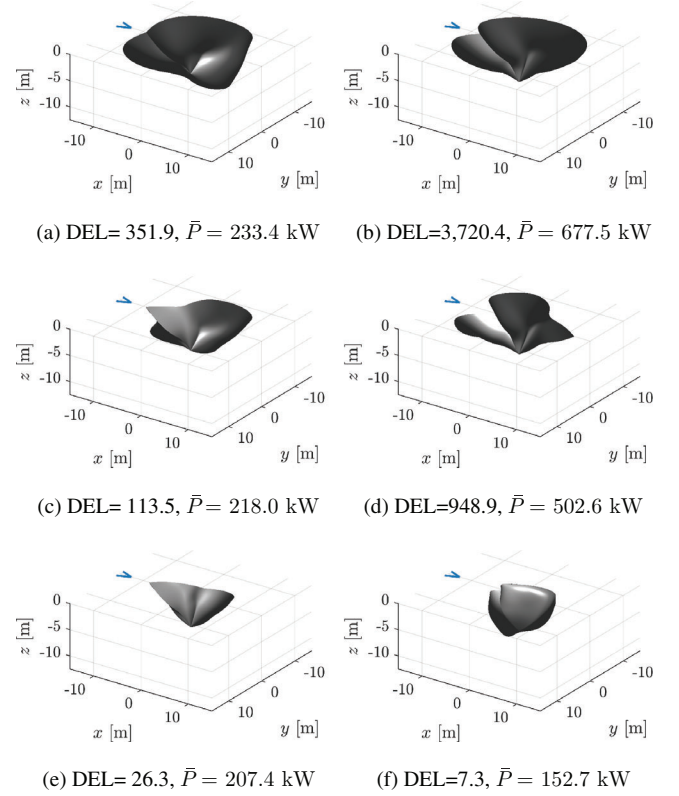 0
-5
-10
z [m]
-10
0
10
x [m]
10
0
-10
y [m]
0
-5
-10
z [m]
-10
0
10
x [m]
10
0
-10
y [m]
(a) DEL= 351.9, P̄ = 233.4 kW
(b) DEL=3,720.4, P̄ = 677.5 kW
0
-5
-10
z [m]
-10
0
10
x [m]
10
0
-10
y [m]
0
-5
-10
z [m]
-10
0
10
x [m]
10
0
-10
y [m]
(c) DEL= 113.5, P̄ = 218.0 kW
(d) DEL=948.9, P̄ = 502.6 kW
0
-5
-10
z [m]
-10
0
10
x [m]
10
0
-10
y [m]
0
-5
-10
z [m]
-10
0
10
x [m]
10
0
-10
y [m]
(e) DEL= 26.3, P̄ = 207.4 kW
(f) DEL=7.3, P̄ = 152.7 kW